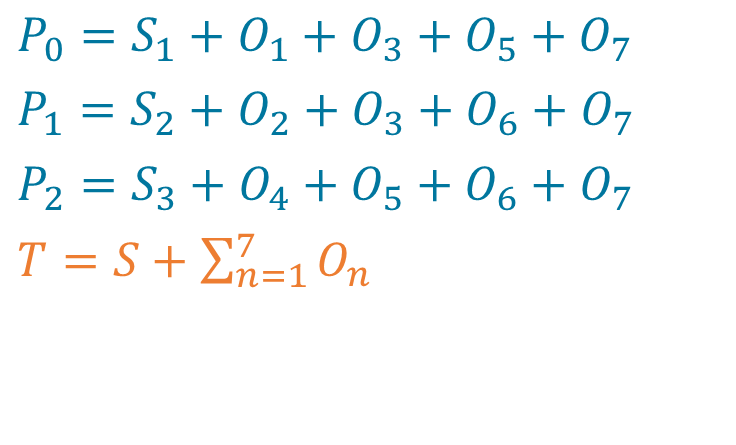 P₀ = S₁ + O₁ + O₃ + O₅ + O₇
P₁ = S₂ + O₂ + O₃ + O₆ + O₇
P₂ = S₃ + O₄ + O₅ + O₆ + O₇
T = S + ∑ₙ₌₁⁷ Oₙ